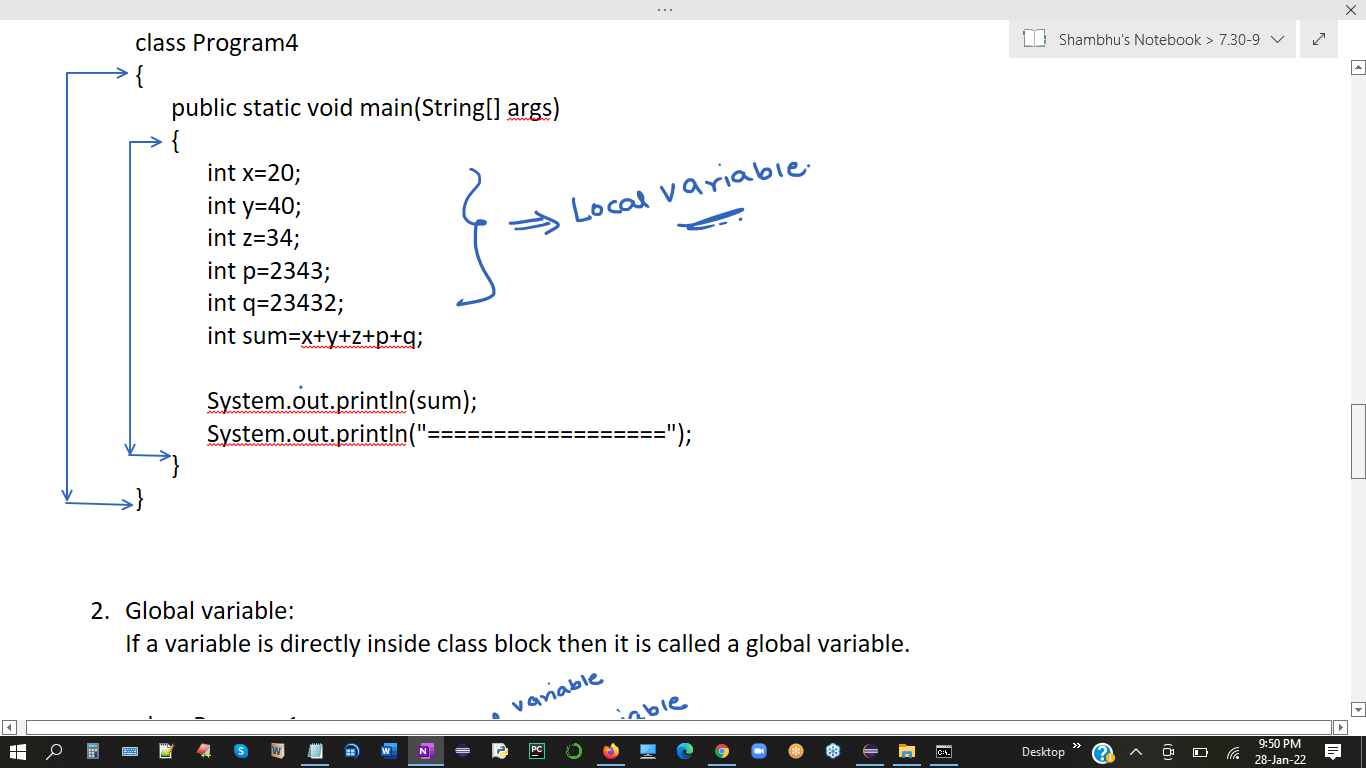 Shambhu's Notebook > 7.30-9
class Program4
{
public static void main(String[] args)
{
int x=20;
int y=40;
int z=34;
int p=2343;
int q=23432;
int sum=x+y+z+p+q;
⇒ Local variable.
System.out.println(sum);
System.out.println("==================");
}
}
2. Global variable:
If a variable is directly inside class block then it is called a global variable.
variable
iable
Desktop
9:50 PM
28-Jan-22